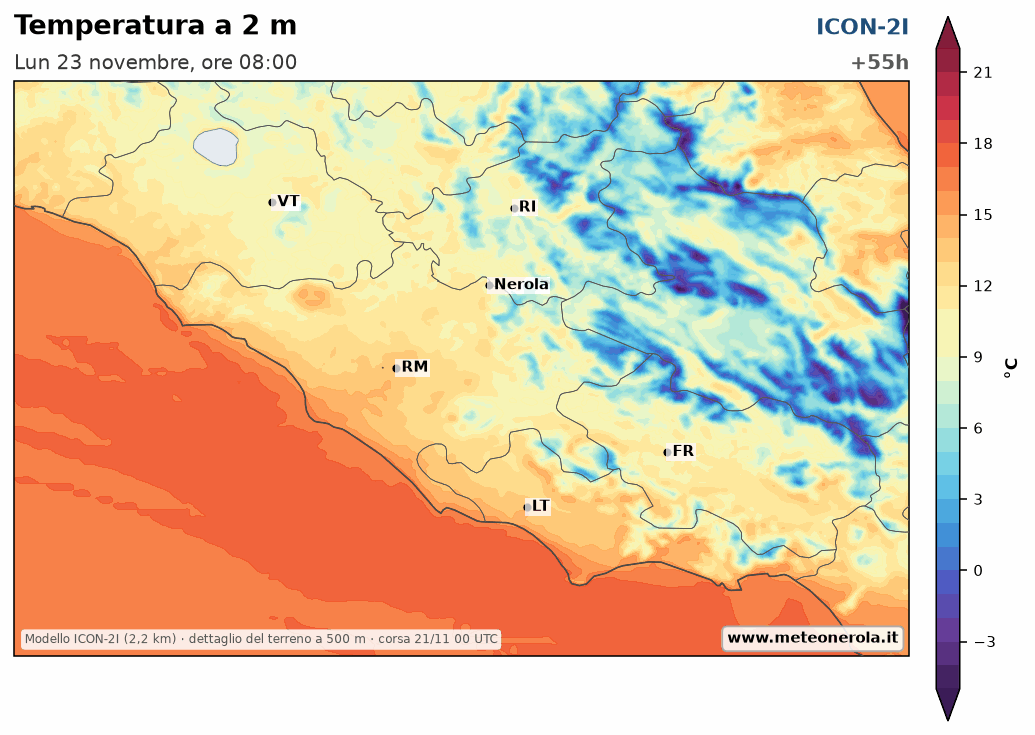 Temperatura a 2 m
ICON-2I
Lun 23 novembre, ore 08:00
+55h
VT
RI
Nerola
RM
FR
LT
Modello ICON-2I (2,2 km) · dettaglio del terreno a 500 m · corsa 21/11 00 UTC
www.meteonerola.it
21
18
15
12
9
6
3
0
−3
°C